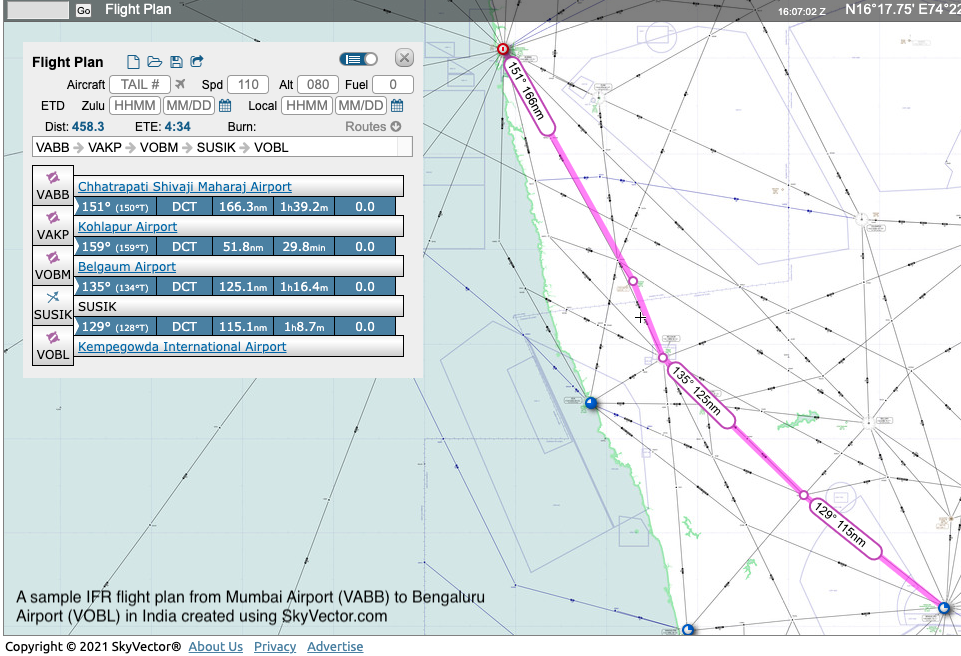 Go Flight Plan 16:07:02 Z N16°17.75' E74°22
Flight Plan
Aircraft TAIL # Spd 110 Alt 080 Fuel 0
ETD Zulu HHMM MM/DD Local HHMM MM/DD
Dist: 458.3 ETE: 4:34 Burn: Routes
VABB VAKP VOBM SUSIK VOBL
VABB Chhatrapati Shivaji Maharaj Airport
151° (150°T) DCT 166.3nm 1h39.2m 0.0
VAKP Kohlapur Airport
159° (159°T) DCT 51.8nm 29.8min 0.0
VOBM Belgaum Airport
135° (134°T) DCT 125.1nm 1h16.4m 0.0
SUSIK SUSIK
129° (128°T) DCT 115.1nm 1h8.7m 0.0
VOBL Kempegowda International Airport
151° 166nm
135° 125nm
129° 115nm
A sample IFR flight plan from Mumbai Airport (VABB) to Bengaluru
Airport (VOBL) in India created using SkyVector.com
Copyright © 2021 SkyVector® About Us Privacy Advertise